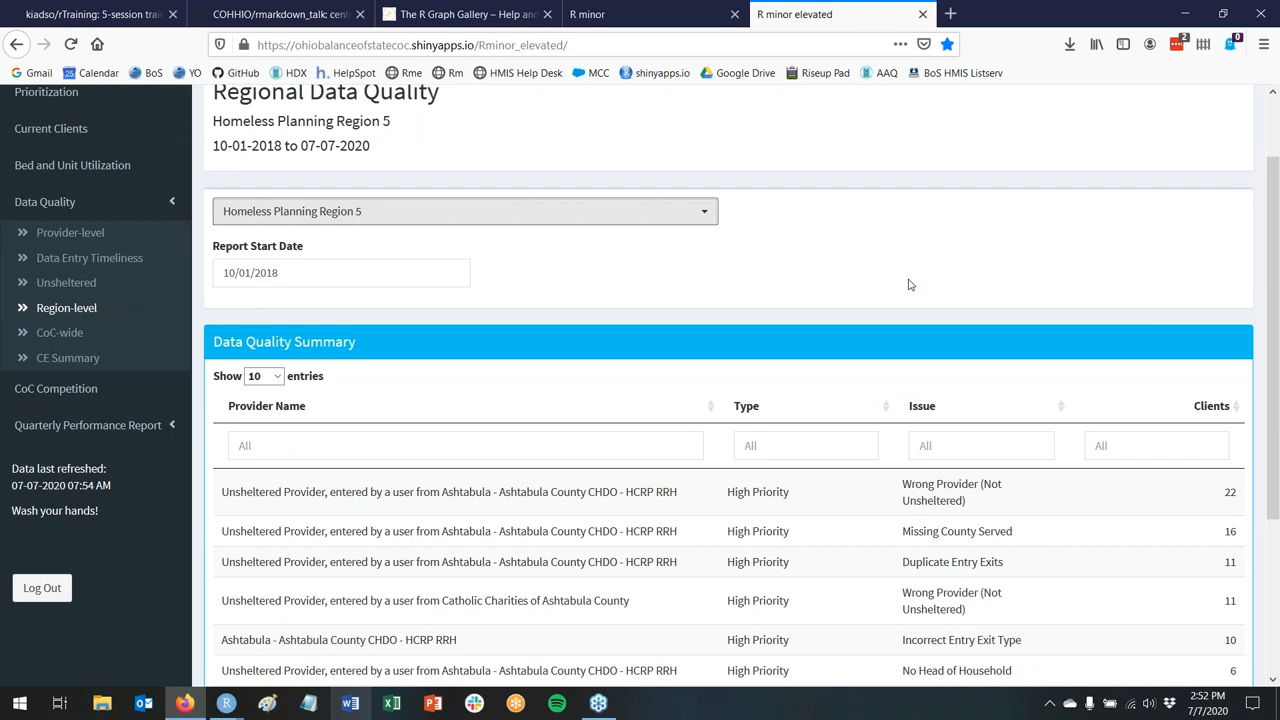 kiadso/rTraining: 5-session trai
COHHIO/rmarkdown_talk: cent
The R Graph Gallery – Help and
R minor
R minor elevated
https://ohiobalanceofstatecoc.shinyapps.io/Rminor_elevated/
2
0
Gmail
25 Calendar
BoS
YO
GitHub
HDX
h. HelpSpot
Rme
Rm
HMIS Help Desk
MCC
shinyapps.io
Google Drive
Riseup Pad
AAQ
BoS HMIS Listserv
Prioritization
Current Clients
Bed and Unit Utilization
Data Quality
Provider-level
Data Entry Timeliness
Unsheltered
Region-level
CoC-wide
CE Summary
CoC Competition
Quarterly Performance Report
Data last refreshed:
07-07-2020 07:54 AM
Wash your hands!
Log Out
Regional Data Quality
Homeless Planning Region 5
10-01-2018 to 07-07-2020
Homeless Planning Region 5
Report Start Date
10/01/2018
Data Quality Summary
Show 10 entries
Provider Name Type Issue Clients
All All All All
Unsheltered Provider, entered by a user from Ashtabula - Ashtabula County CHDO - HCRP RRH High Priority Wrong Provider (Not 22
Unsheltered)
Unsheltered Provider, entered by a user from Ashtabula - Ashtabula County CHDO - HCRP RRH High Priority Missing County Served 16
Unsheltered Provider, entered by a user from Ashtabula - Ashtabula County CHDO - HCRP RRH High Priority Duplicate Entry Exits 11
Unsheltered Provider, entered by a user from Catholic Charities of Ashtabula County High Priority Wrong Provider (Not 11
Unsheltered)
Ashtabula - Ashtabula County CHDO - HCRP RRH High Priority Incorrect Entry Exit Type 10
Unsheltered Provider, entered by a user from Ashtabula - Ashtabula County CHDO - HCRP RRH High Priority No Head of Household 6
2:52 PM
7/7/2020